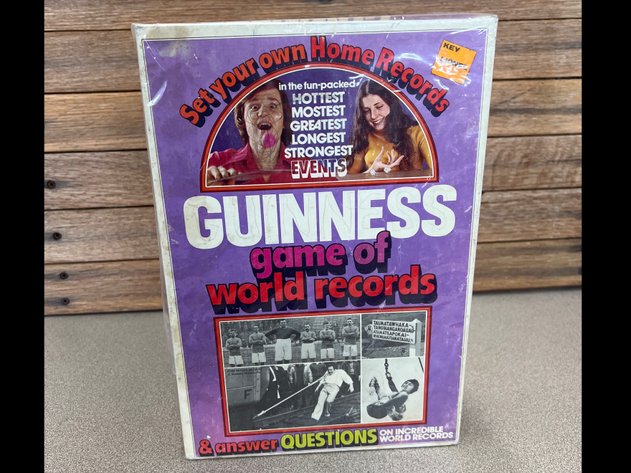 KEY
Set your own Home Records
in the fun-packed
HOTTEST
MOSTEST
GREATEST
LONGEST
STRONGEST
EVENTS
GUINNESS
game of
world records
F
& answer QUESTIONS ON INCREDIBLE
WORLD RECORDS